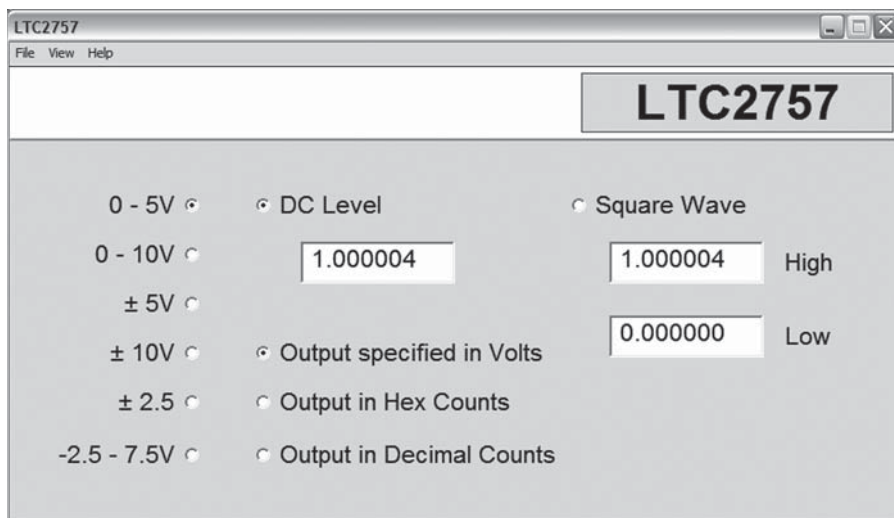 LTC2757
File View Help
LTC2757
0 - 5V DC Level Square Wave
0 - 10V 1.000004 1.000004 High
± 5V
0.000000 Low
± 10V Output specified in Volts
± 2.5 Output in Hex Counts
-2.5 - 7.5V Output in Decimal Counts